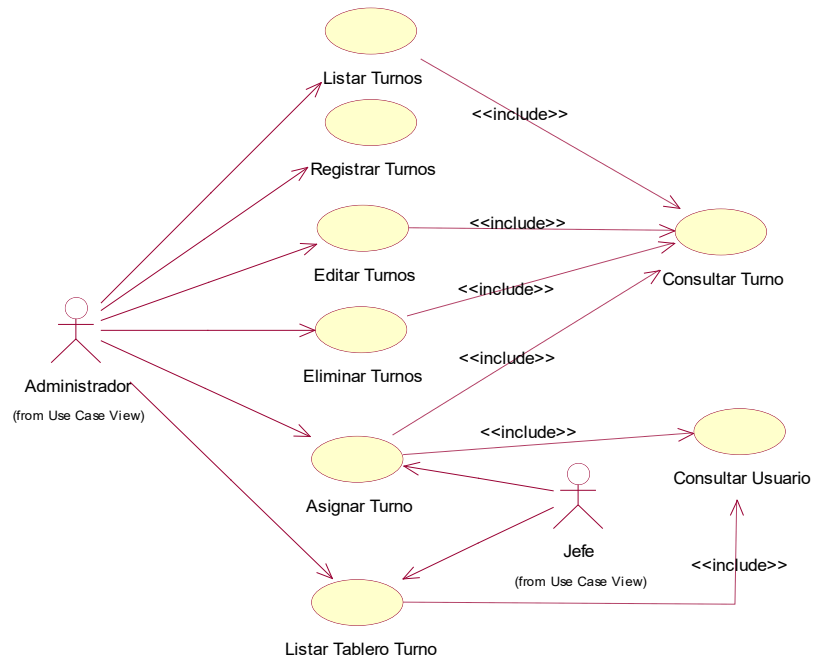 Listar Turnos
<<include>>
Registrar Turnos
<<include>>
Editar Turnos
Consultar Turno
<<include>>
Eliminar Turnos
<<include>>
Administrador
(from Use Case View)
<<include>>
Asignar Turno
Consultar Usuario
Jefe
(from Use Case View)
<<include>>
Listar Tablero Turno